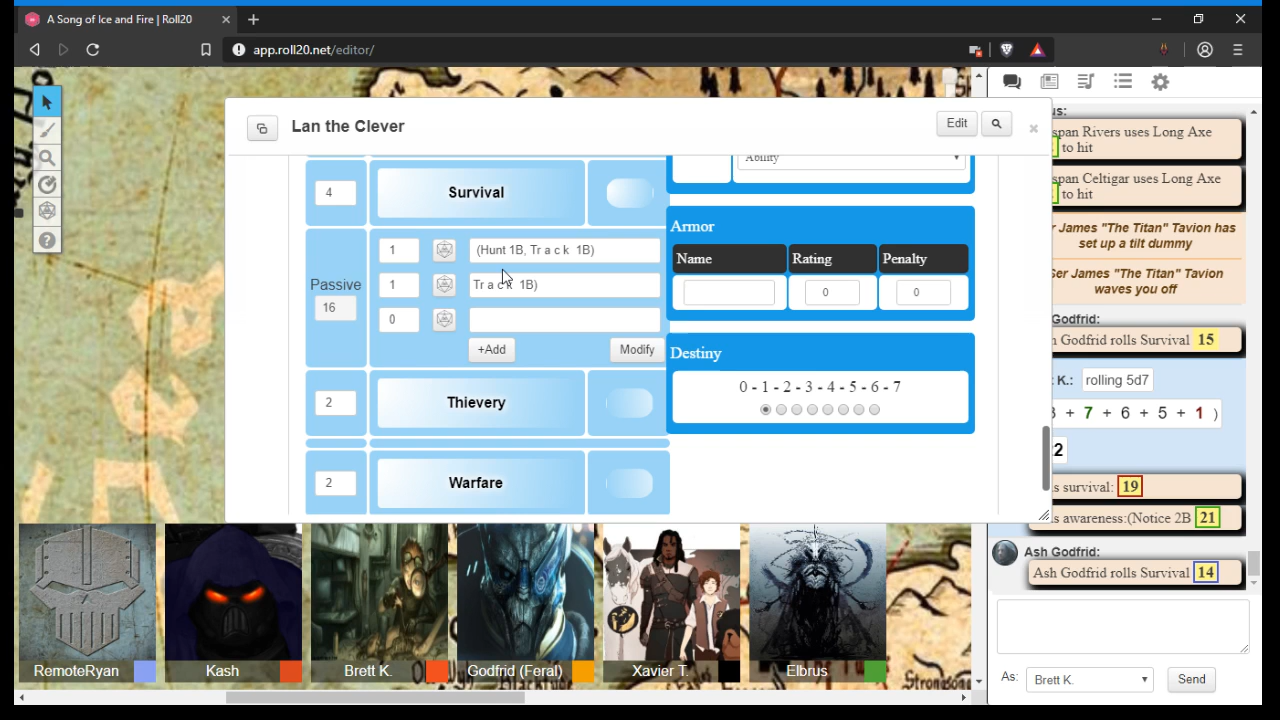 A Song of Ice and Fire | Roll20
app.roll20.net/editor/
Lan the Clever
Edit
4
Survival
Passive
16
1
(Hunt 1B, Tr a c k 1B)
1
Tr a c k 1B)
0
+Add
Modify
2
Thievery
2
Warfare
Ability
Armor
Name
Rating
Penalty
0
0
Destiny
0 - 1 - 2 - 3 - 4 - 5 - 6 - 7
us:
span Rivers uses Long Axe
to hit
span Celtigar uses Long Axe
to hit
r James "The Titan" Tavion has
set up a tilt dummy
Ser James "The Titan" Tavion
waves you off
Godfrid:
h Godfrid rolls Survival 15
K.: rolling 5d7
+ 7 + 6 + 5 + 1 )
s survival: 19
s awareness:(Notice 2B 21
Ash Godfrid:
Ash Godfrid rolls Survival 14
As:
Brett K.
Send
RemoteRyan
Kash
Brett K.
Godfrid (Feral)
Xavier T.
Elbrus
Strongsong